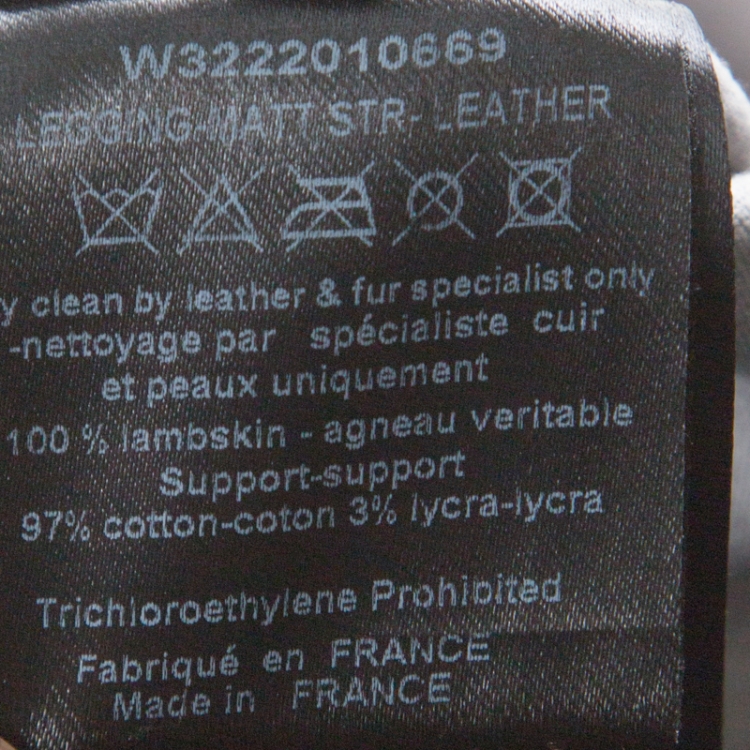 W3222010669
LEGGING-MATT STR- LEATHER
y clean by leather & fur specialist only
-nettoyage par spécialiste cuir
et peaux uniquement
100 % lambskin - agneau veritable
Support-support
97% cotton-coton 3% lycra-lycra
Trichloroethylene Prohibited
Fabriqué en FRANCE
Made in FRANCE